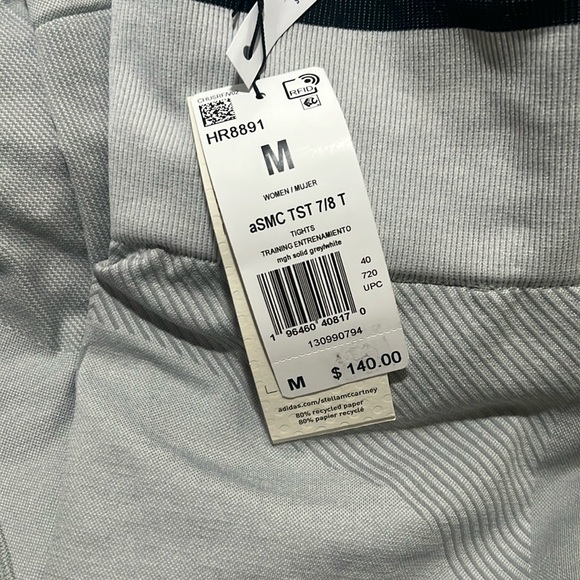 CHUSRFIV02
RFID
HR8891
M
WOMEN / MUJER
aSMC TST 7/8 T
TIGHTS
TRAINING ENTRENAMIENTO
mgh solid grey/white
40
720
UPC
1 96460 40817 0
130990794
M $ 140.00
adidas.com/stellamccartney
80% recycled paper
80% papier recyclé